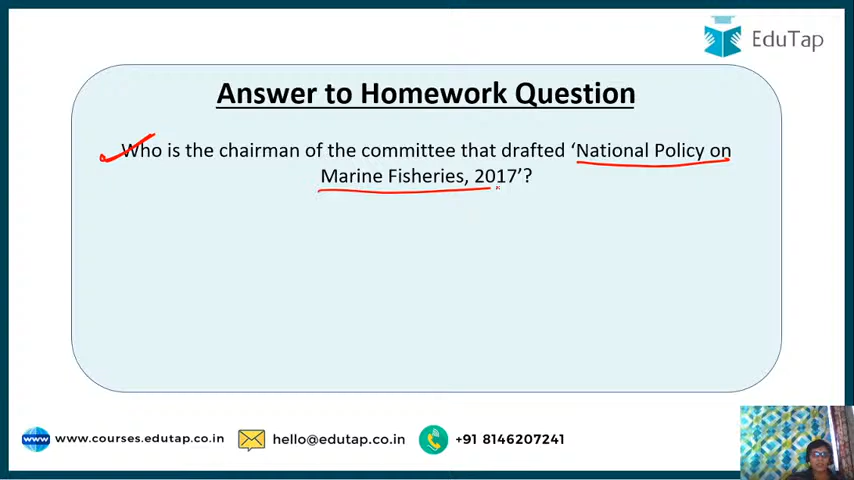 EduTap
Answer to Homework Question
Who is the chairman of the committee that drafted ‘National Policy on
Marine Fisheries, 2017’?
www www.courses.edutap.co.in hello@edutap.co.in +91 8146207241